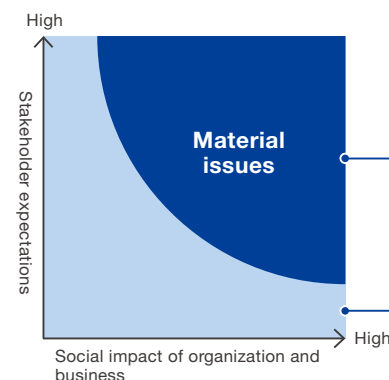 High
Stakeholder expectations
Material
issues
High
Social impact of organization and
business